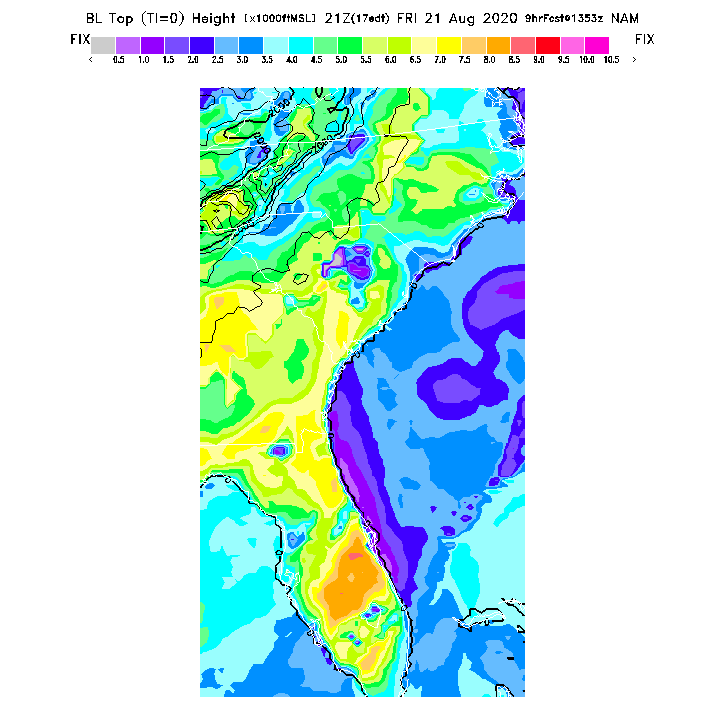 BL Top (TI=0) Height [x1000ftMSL] 21Z(17edt) FRI 21 Aug 2020 9hrFcst@1353z NAM
FIX FIX
< 0.5 1.0 1.5 2.0 2.5 3.0 3.5 4.0 4.5 5.0 5.5 6.0 6.5 7.0 7.5 8.0 8.5 9.0 9.5 10.0 10.5 >